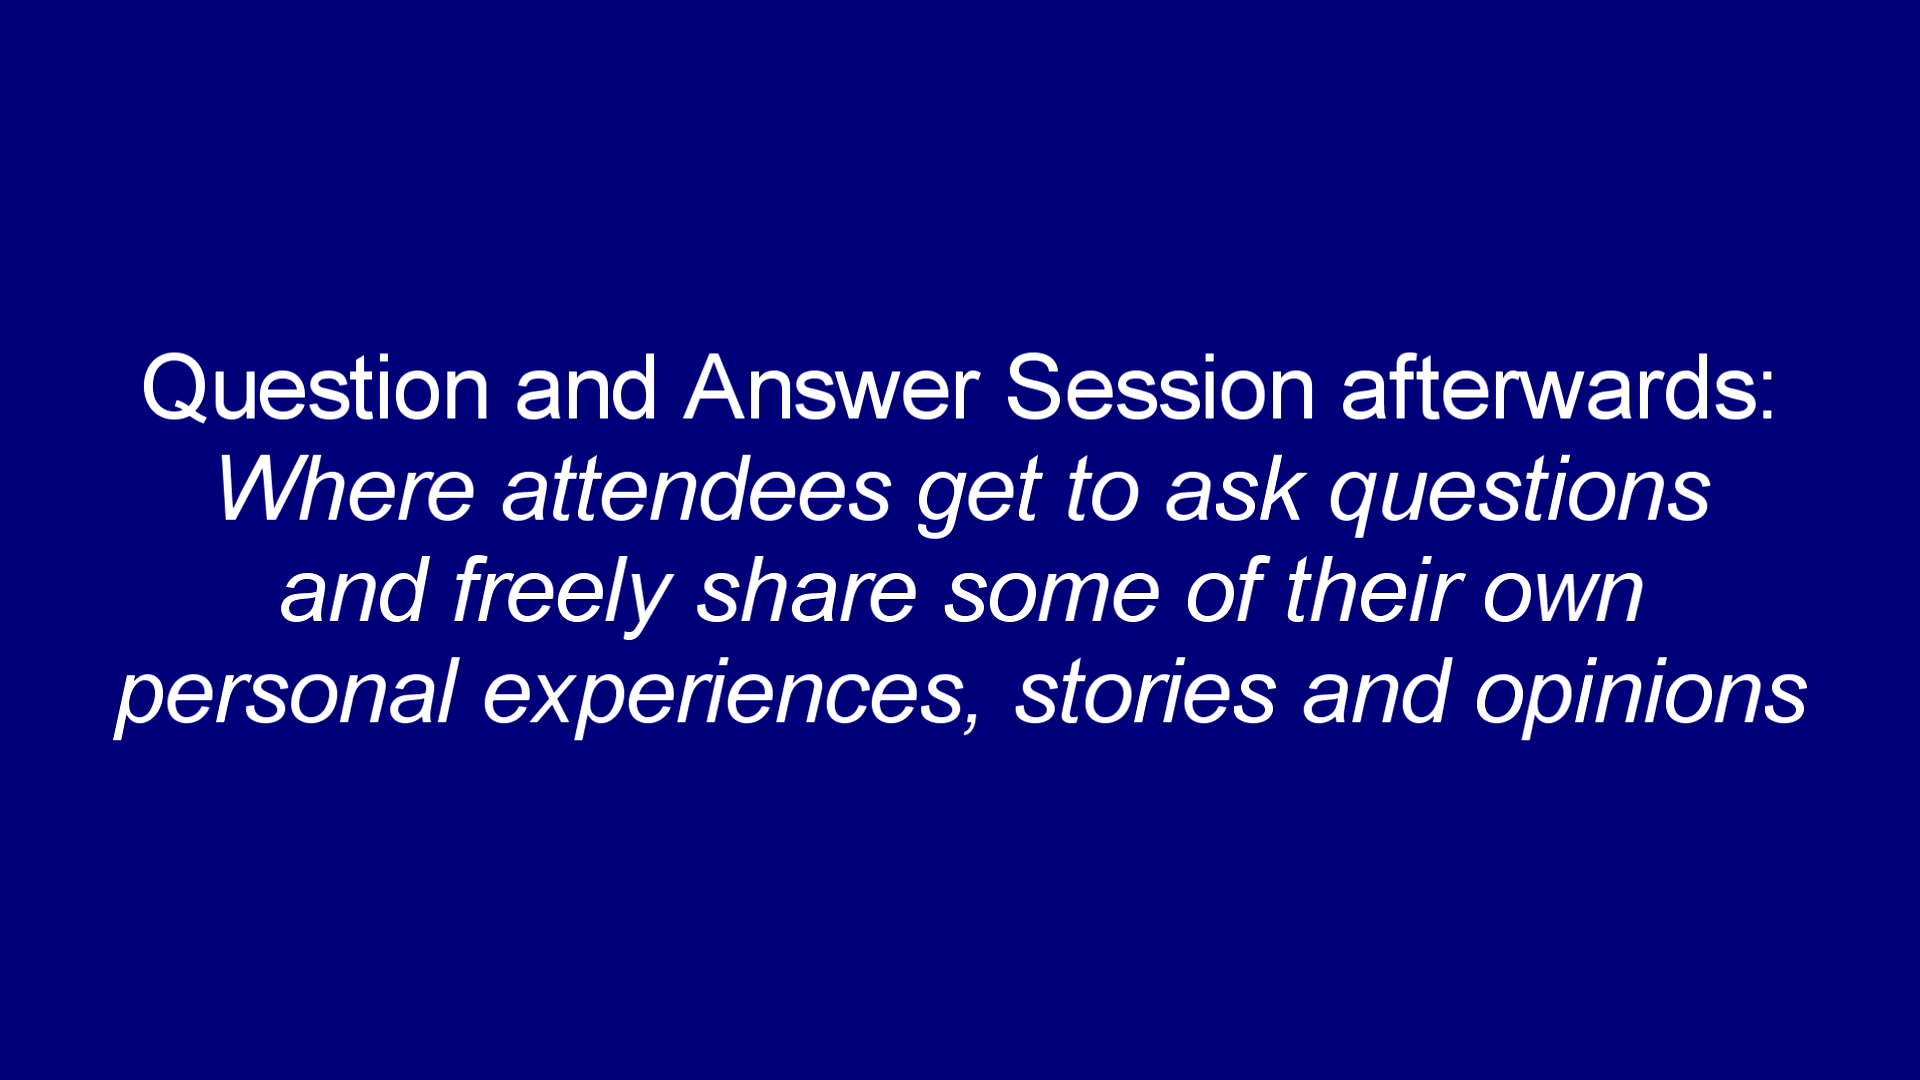 Question and Answer Session afterwards:
Where attendees get to ask questions
and freely share some of their own
personal experiences, stories and opinions